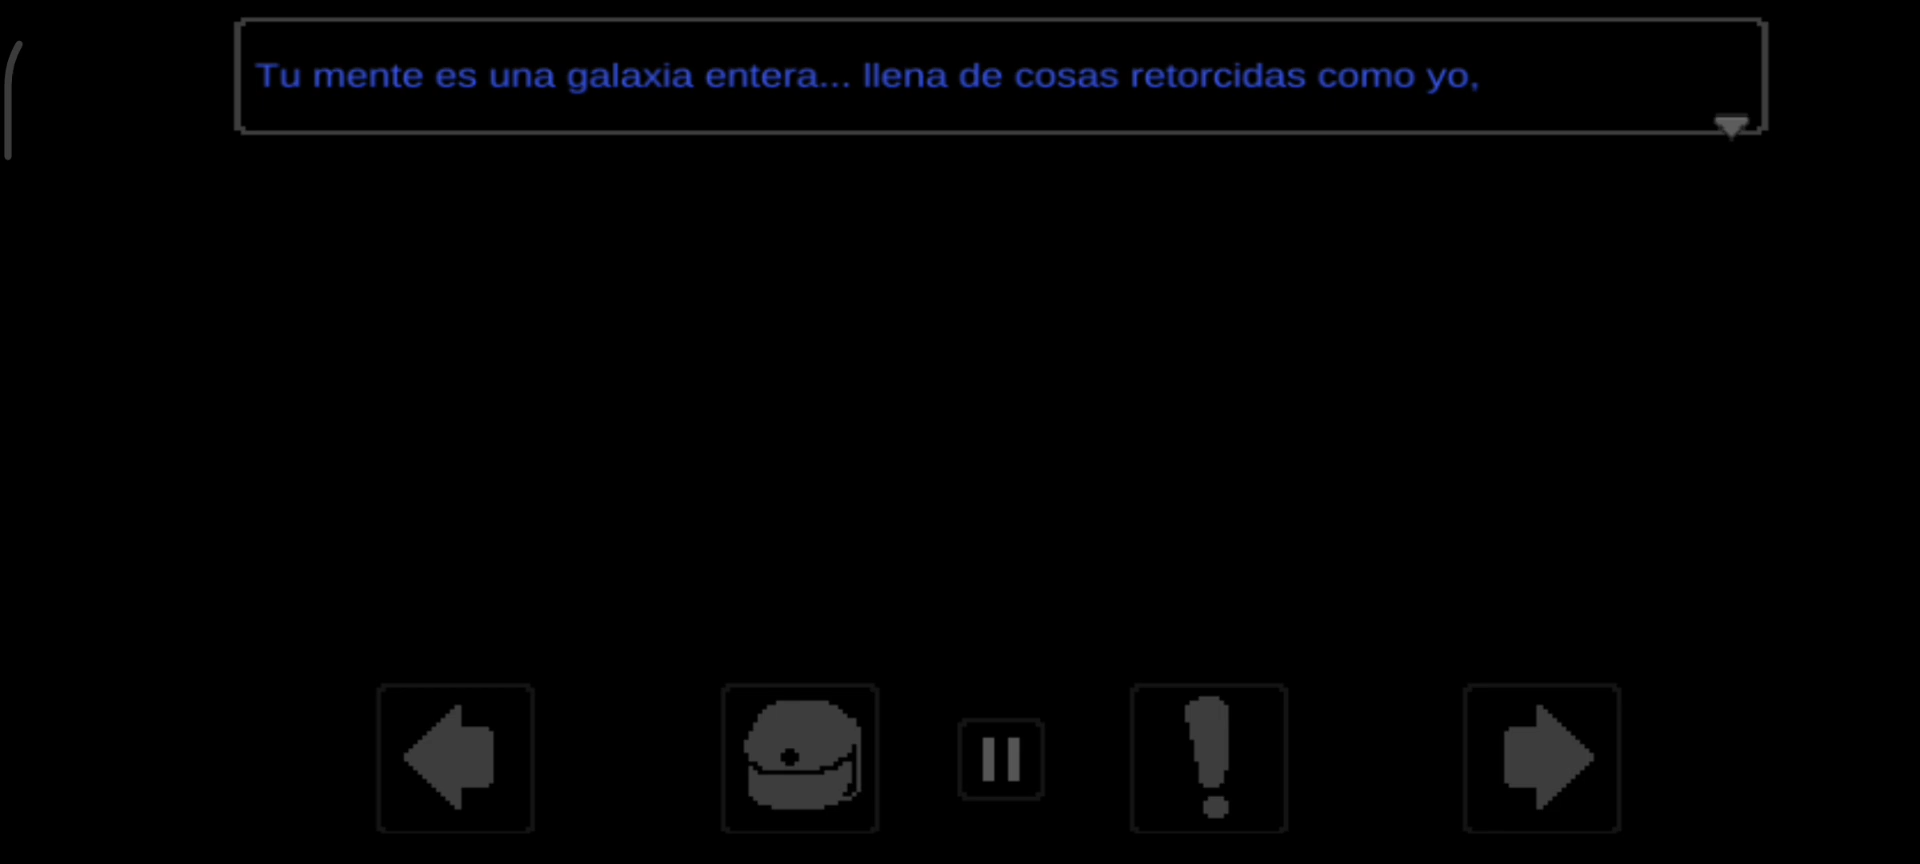 Tu mente es una galaxia entera... llena de cosas retorcidas como yo,